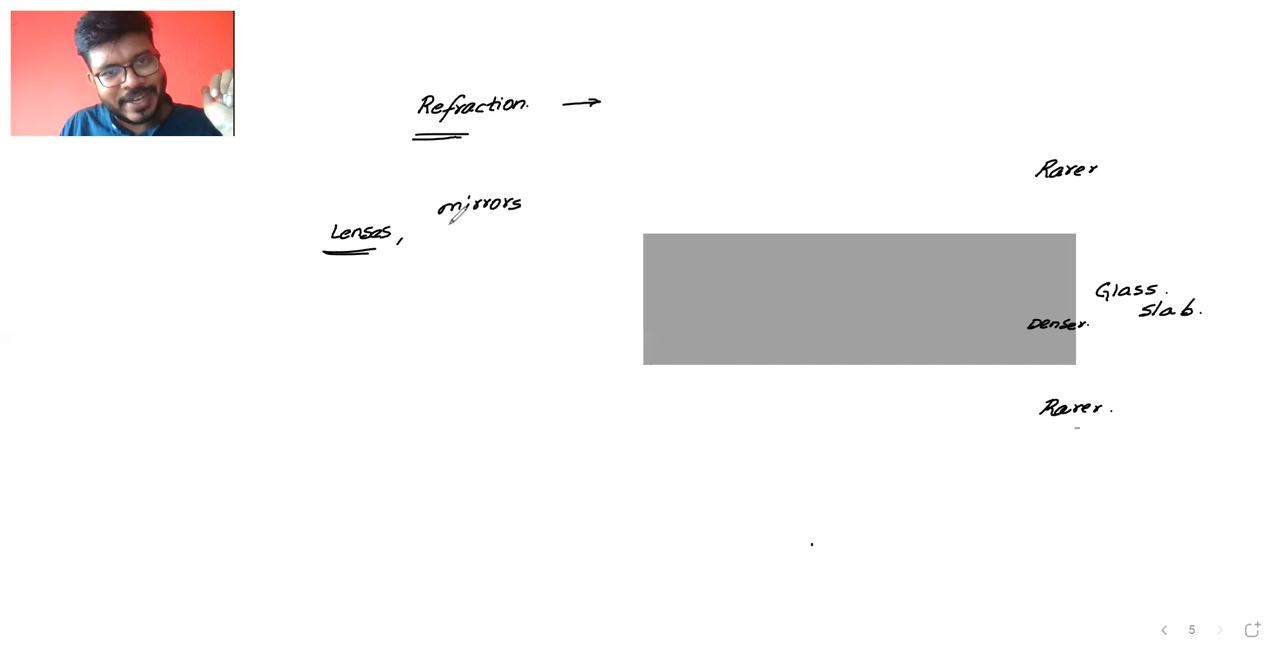 Refraction. →
Rarer
mirrors
Lenses,
Glass.
slab.
Denser.
Rarer.
5